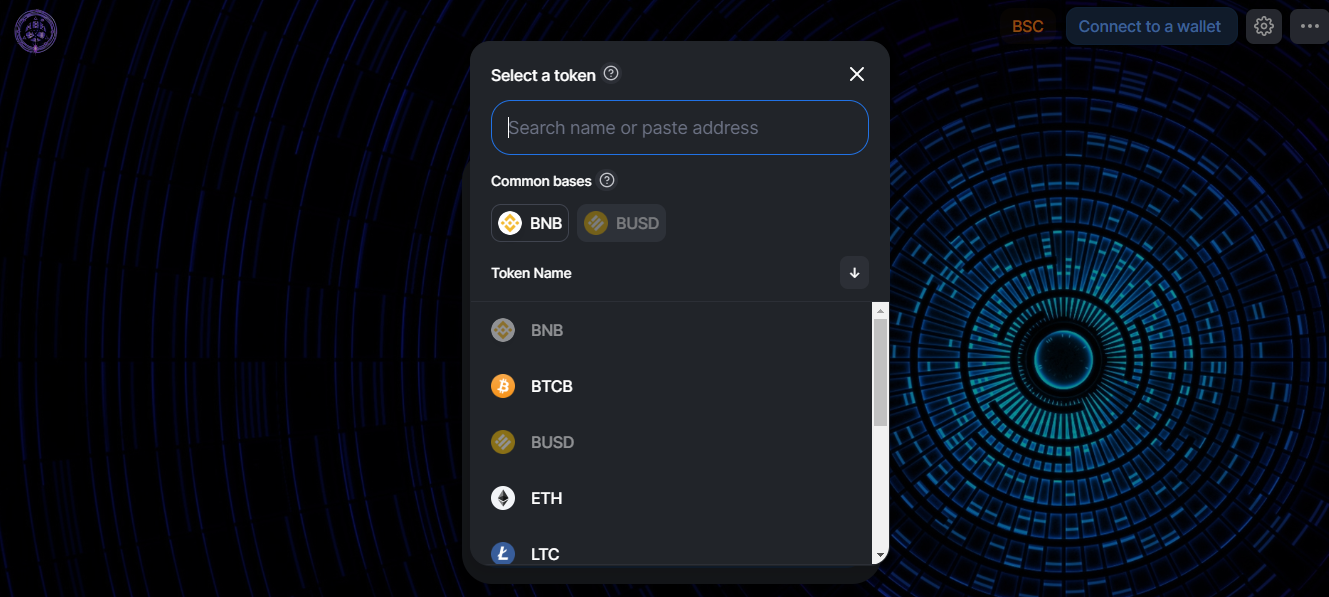 BSC
Connect to a wallet
Select a token
Search name or paste address
Common bases
BNB
BUSD
Token Name
BNB
BTCB
BUSD
ETH
LTC